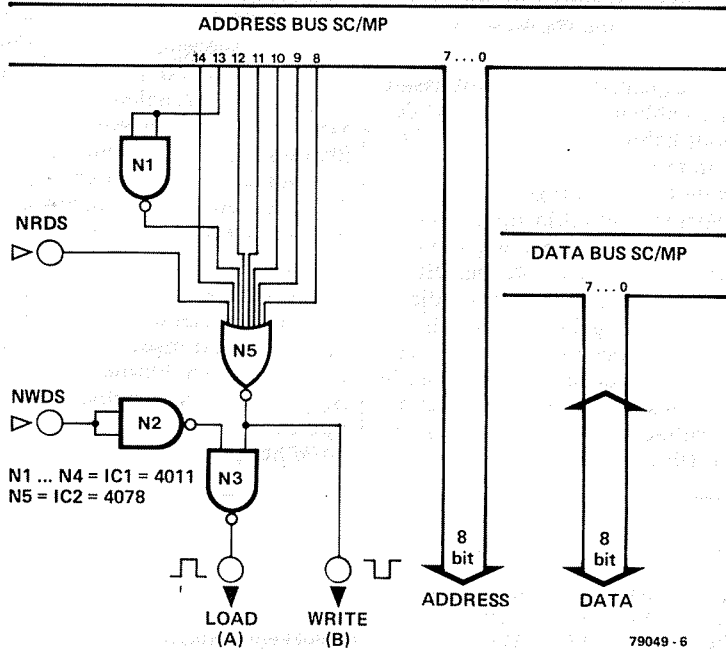 ADDRESS BUS SC/MP
14 13 12 11 10 9 8
7 . . . 0
N1
NRDS
DATA BUS SC/MP
7 . . . 0
N5
NWDS
N2
N1 ... N4 = IC1 = 4011
N5 = IC2 = 4078
N3
8
bit
8
bit
LOAD
(A)
WRITE
(B)
ADDRESS
DATA
79049 - 6